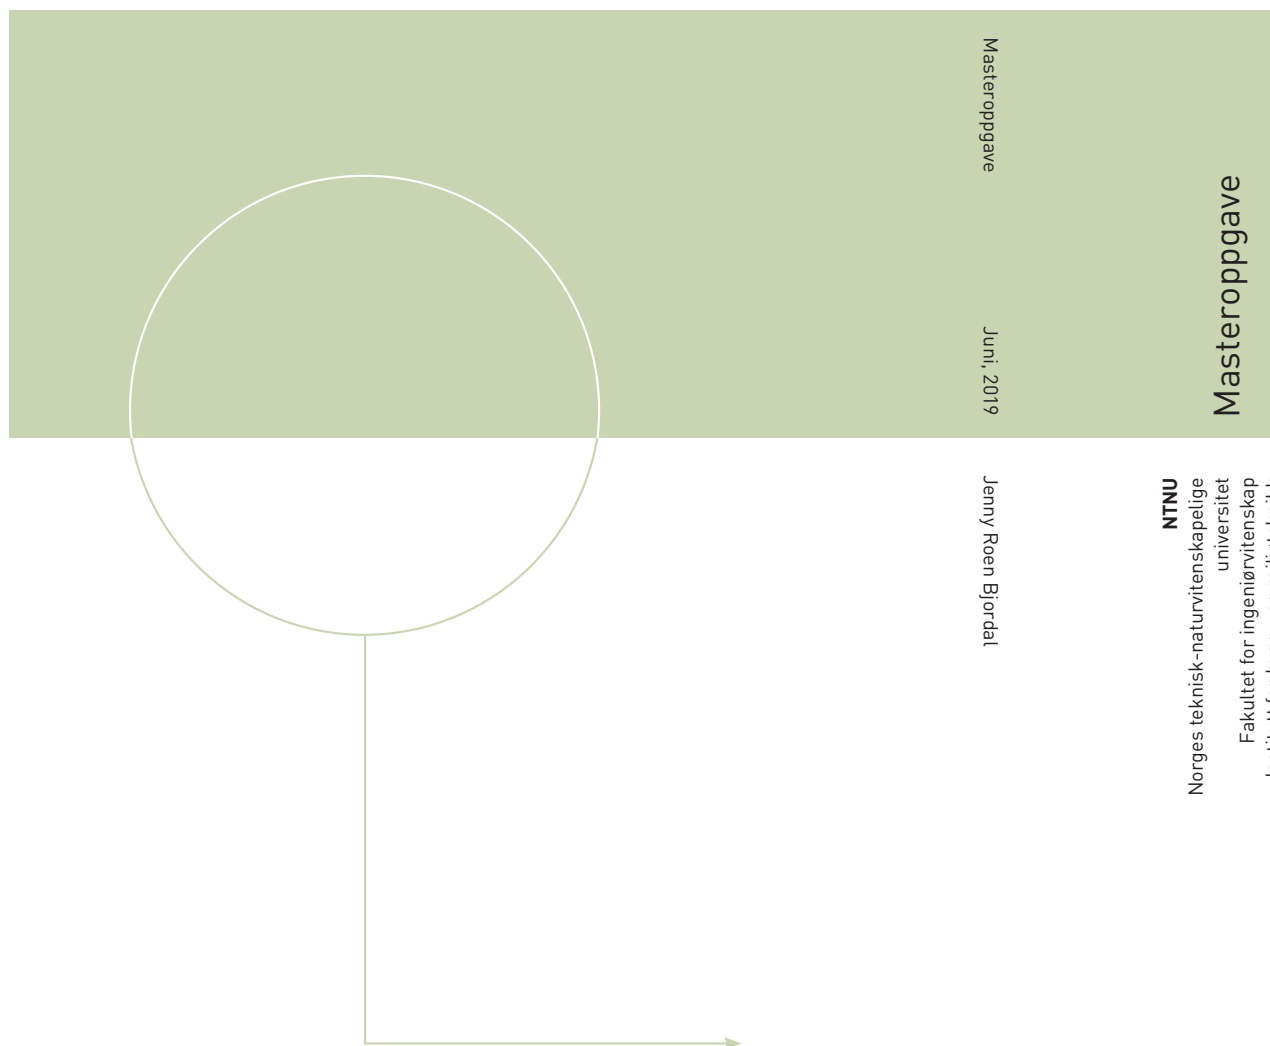 Masteroppgave
Juni, 2019
Jenny Roen Bjordal
Masteroppgave
NTNU
Norges teknisk-naturvitenskapelige
universitet
Fakultet for ingeniørvitenskap